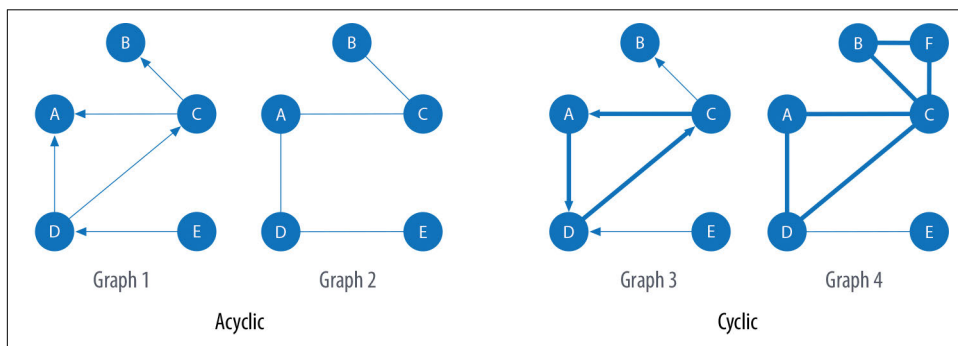 B B B F
A C A C A C A C
D E D E D E D E
Graph 1 Graph 2 Graph 3 Graph 4
Acyclic Cyclic